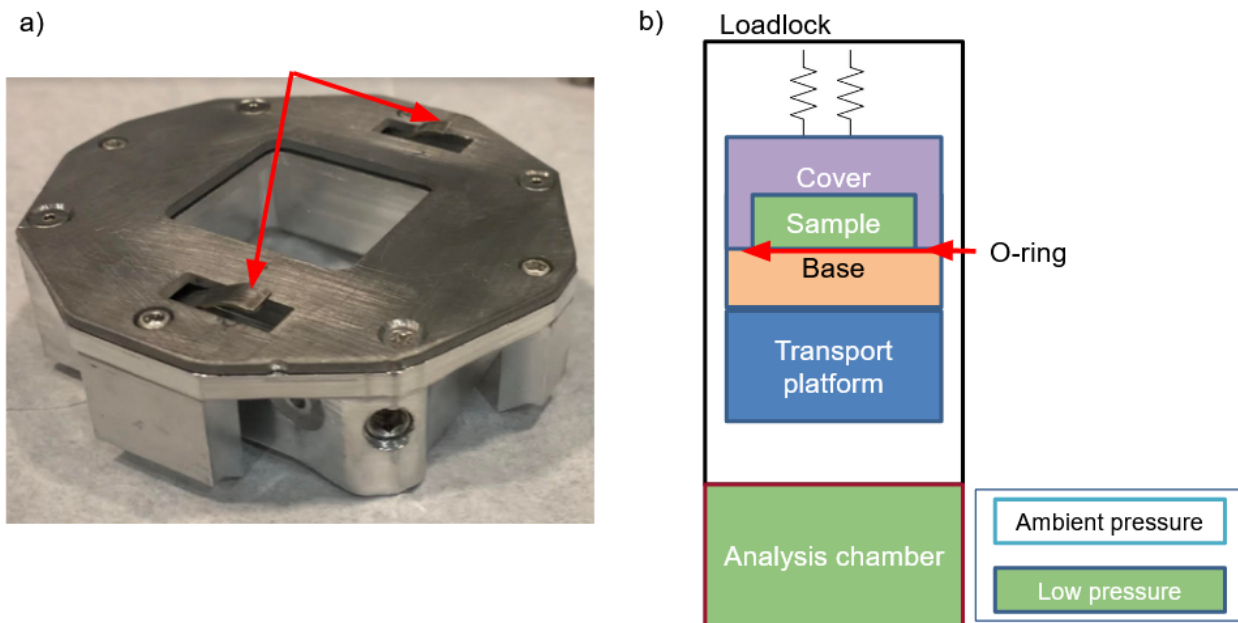 a)
b)
Loadlock
Cover
Sample
O-ring
Base
Transport
platform
Analysis chamber
Ambient pressure
Low pressure